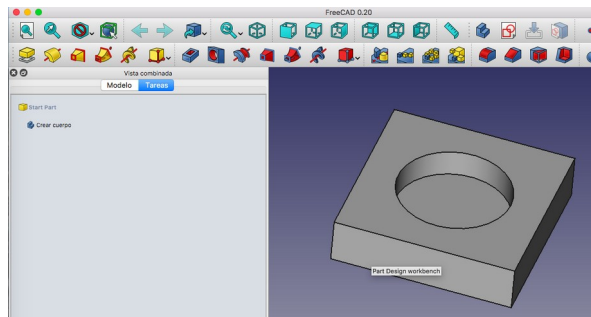 FreeCAD 0.20
Vista combinada
Modelo Tareas
Start Part
Crear cuerpo
Part Design workbench